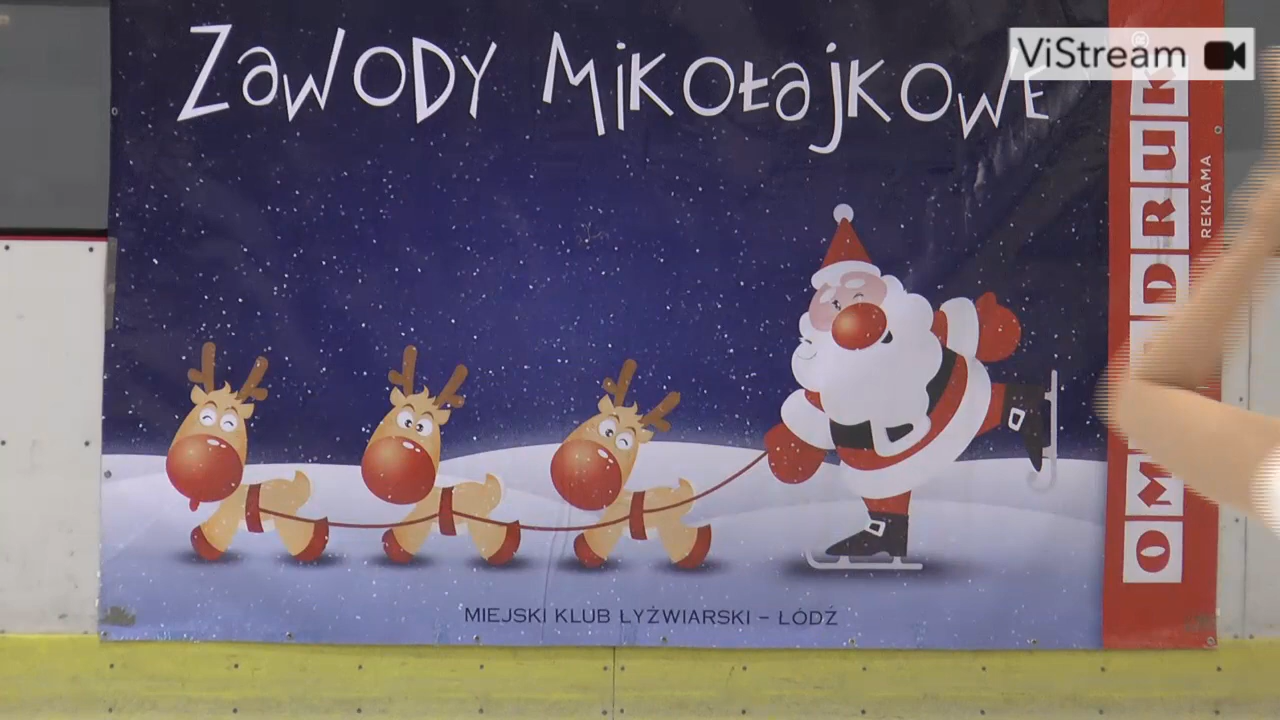 ZAWODY MIKOŁAJKOWE
ViStream
REKLAMA
MIEJSKI KLUB ŁYŻWIARSKI – ŁÓDŹ